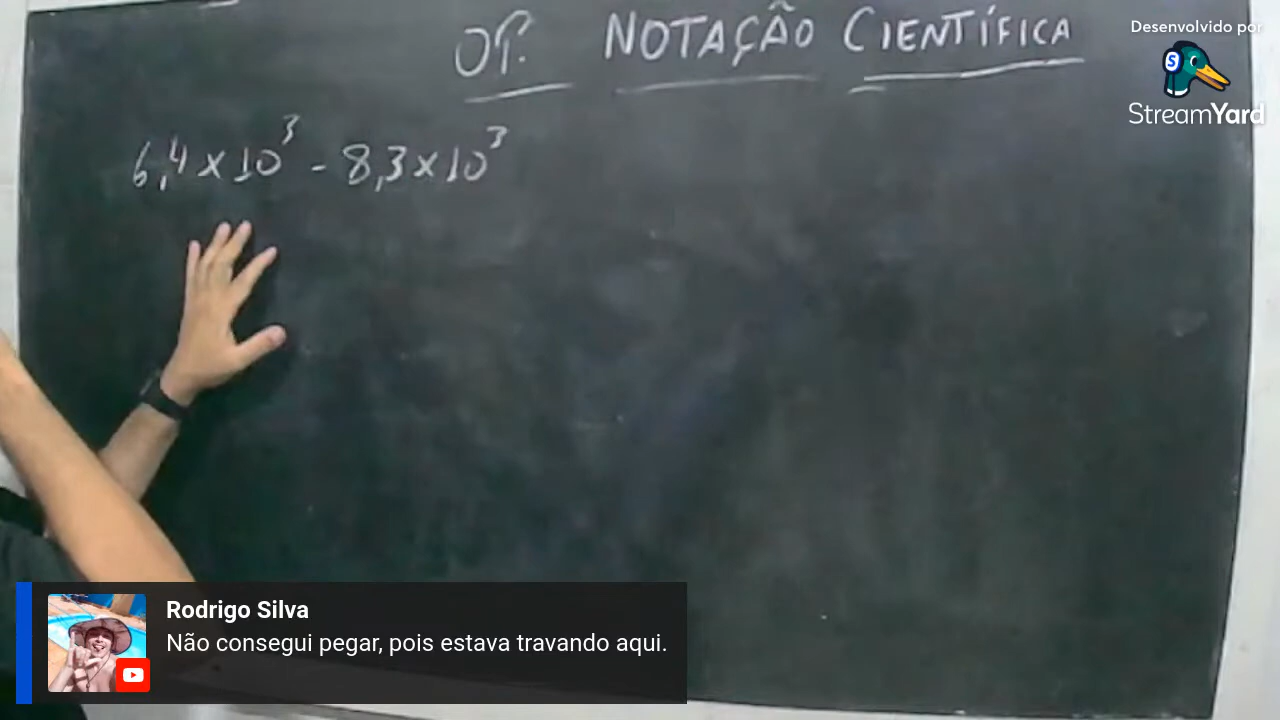 Desenvolvido por
StreamYard
OP. NOTAÇÃO CIENTÍFICA
6,4 x 10³ - 8,3 x 10³
Rodrigo Silva
Não consegui pegar, pois estava travando aqui.